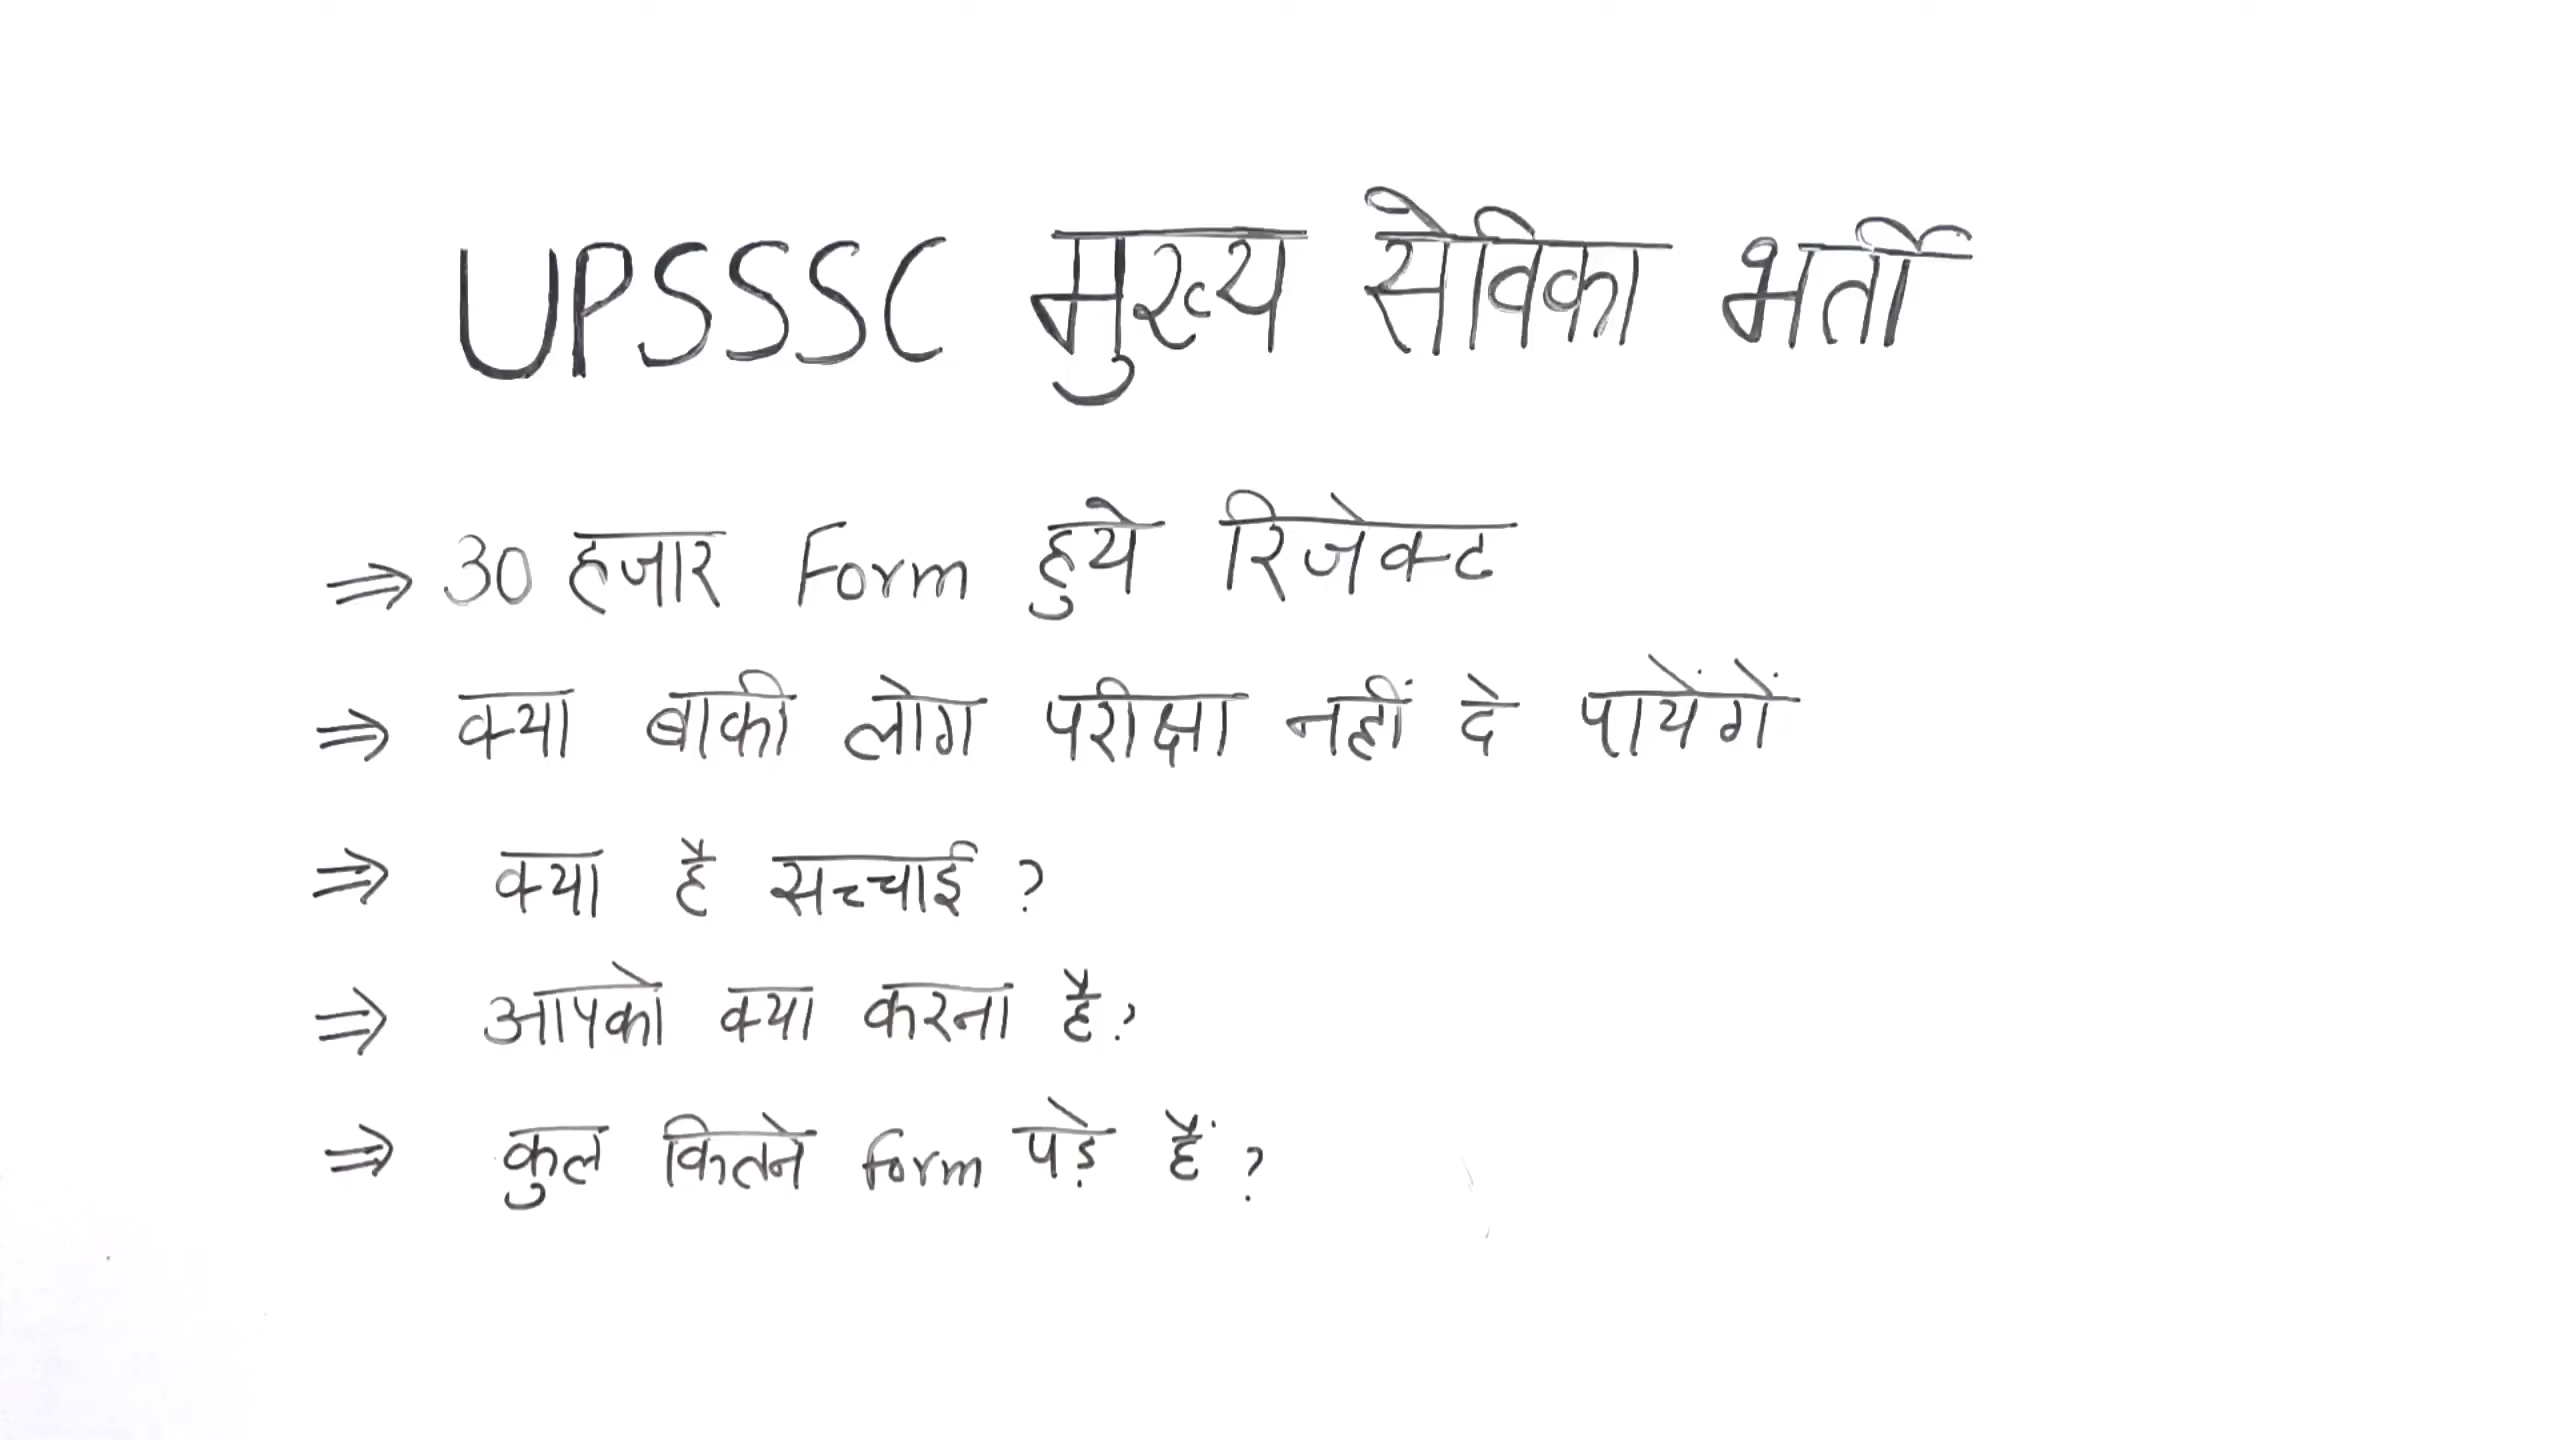 UPSSSC मुख्य सेविका भर्ती
⇒ 30 हजार Form हुये रिजेक्ट
⇒ क्या बाकी लोग परीक्षा नहीं दे पायेंगें
⇒ क्या है सच्चाई ?
⇒ आपको क्या करना है?
⇒ कुल कितने form पड़े हैं ?